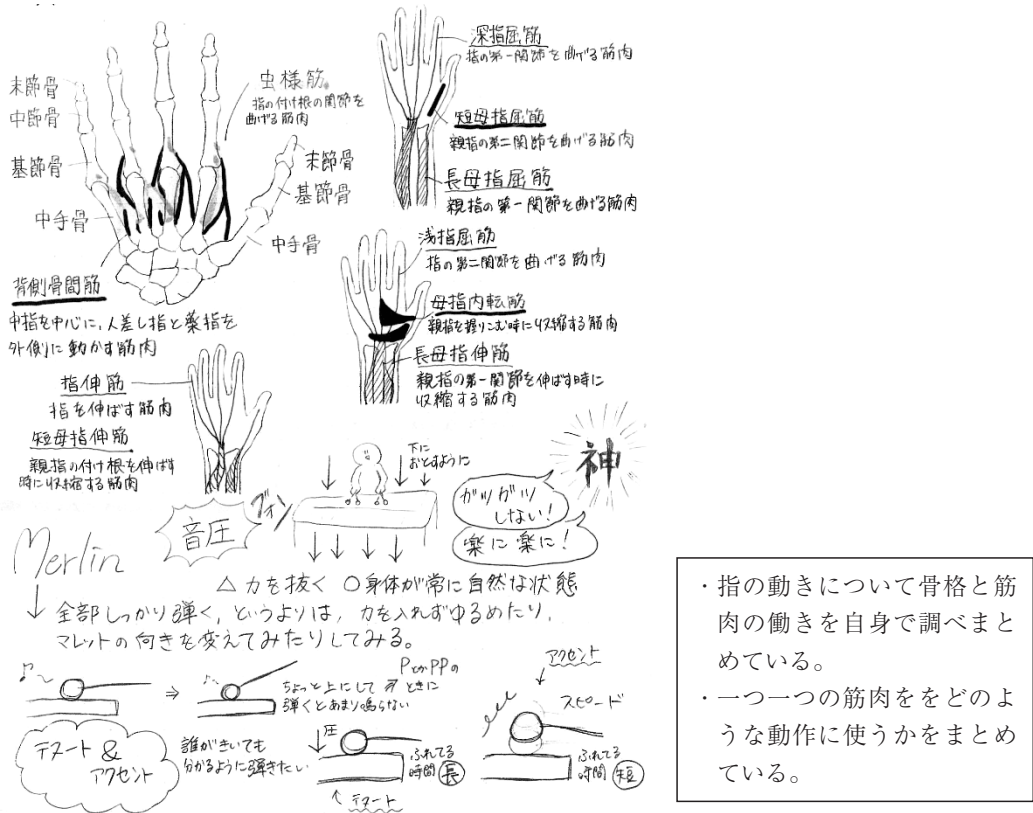 末節骨
中節骨
基節骨
中手骨
虫様筋。
指の付け根の関節を
曲げる筋肉
末節骨
基節骨
中手骨
背側骨間筋
中指を中心に、人差し指と薬指を
外側に動かす筋肉
深指屈筋
指の第一関節を曲げる筋肉
短母指屈筋
親指の第二関節を曲げる筋肉
長母指屈筋
親指の第一関節を曲げる筋肉
浅指屈筋
指の第二関節を曲げる筋肉
母指内転筋
親指を握りこむ時に収縮する筋肉
長母指伸筋
親指の第一関節を伸ばす時に
収縮する筋肉
指伸筋
指を伸ばす筋肉
短母指伸筋
親指の付け根を伸ばす
時に収縮する筋肉
下に
おとすように
神
ガツガツ
しない!
楽に楽に!
音圧
Merlin
△ 力を抜く ○身体が常に自然な状態
↓ 全部しっかり弾く、というよりは、力を入れずゆるめたり、
マレットの向きを変えてみたりしてみる。
♪~
⇒
♪~
ちょっと上にして
弾くとあまり鳴らない
PとかPPの
ときに
アクセント
スピード
テヌート &
アクセント
誰がきいても
分かるように弾きたい
圧
ふれてる
時間 長
↑ テヌート
ふれてる
時間 短
・指の動きについて骨格と筋
肉の働きを自身で調べまと
めている。
・一つ一つの筋肉ををどのよ
うな動作に使うかをまとめ
ている。